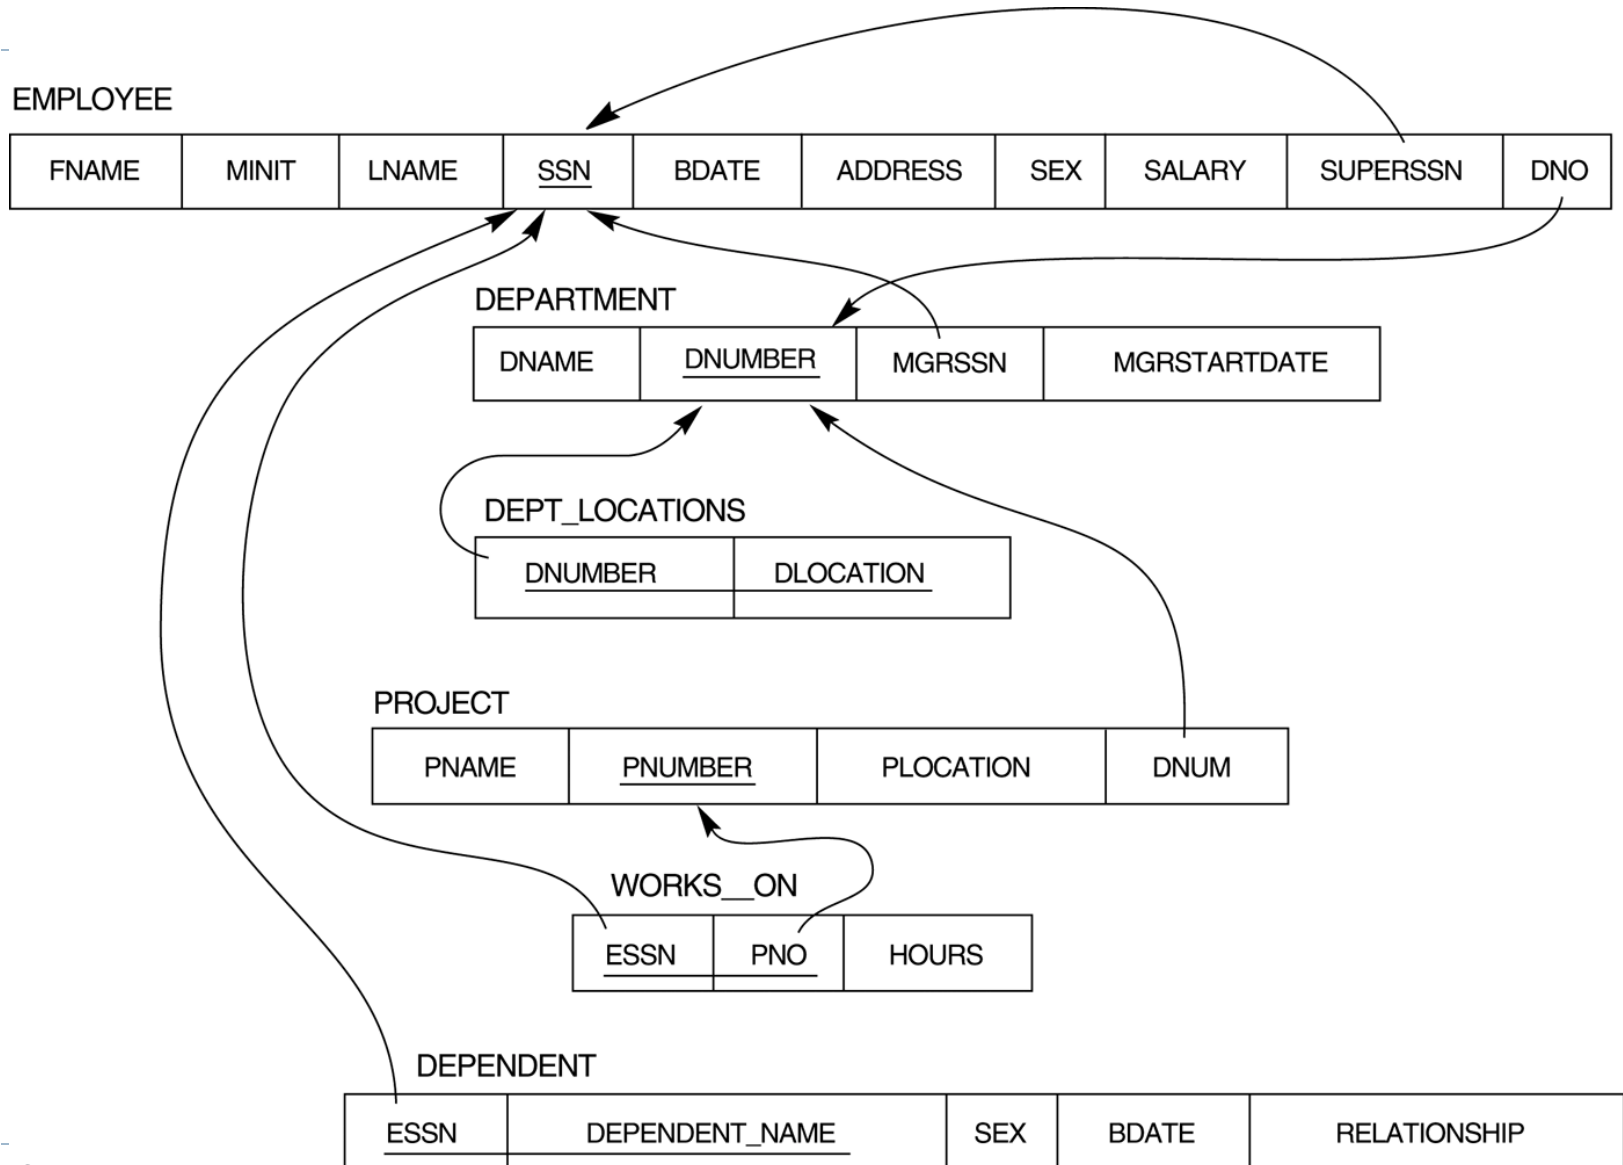 EMPLOYEE
FNAME MINIT LNAME SSN BDATE ADDRESS SEX SALARY SUPERSSN DNO
DEPARTMENT
DNAME DNUMBER MGRSSN MGRSTARTDATE
DEPT_LOCATIONS
DNUMBER DLOCATION
PROJECT
PNAME PNUMBER PLOCATION DNUM
WORKS__ON
ESSN PNO HOURS
DEPENDENT
ESSN DEPENDENT_NAME SEX BDATE RELATIONSHIP